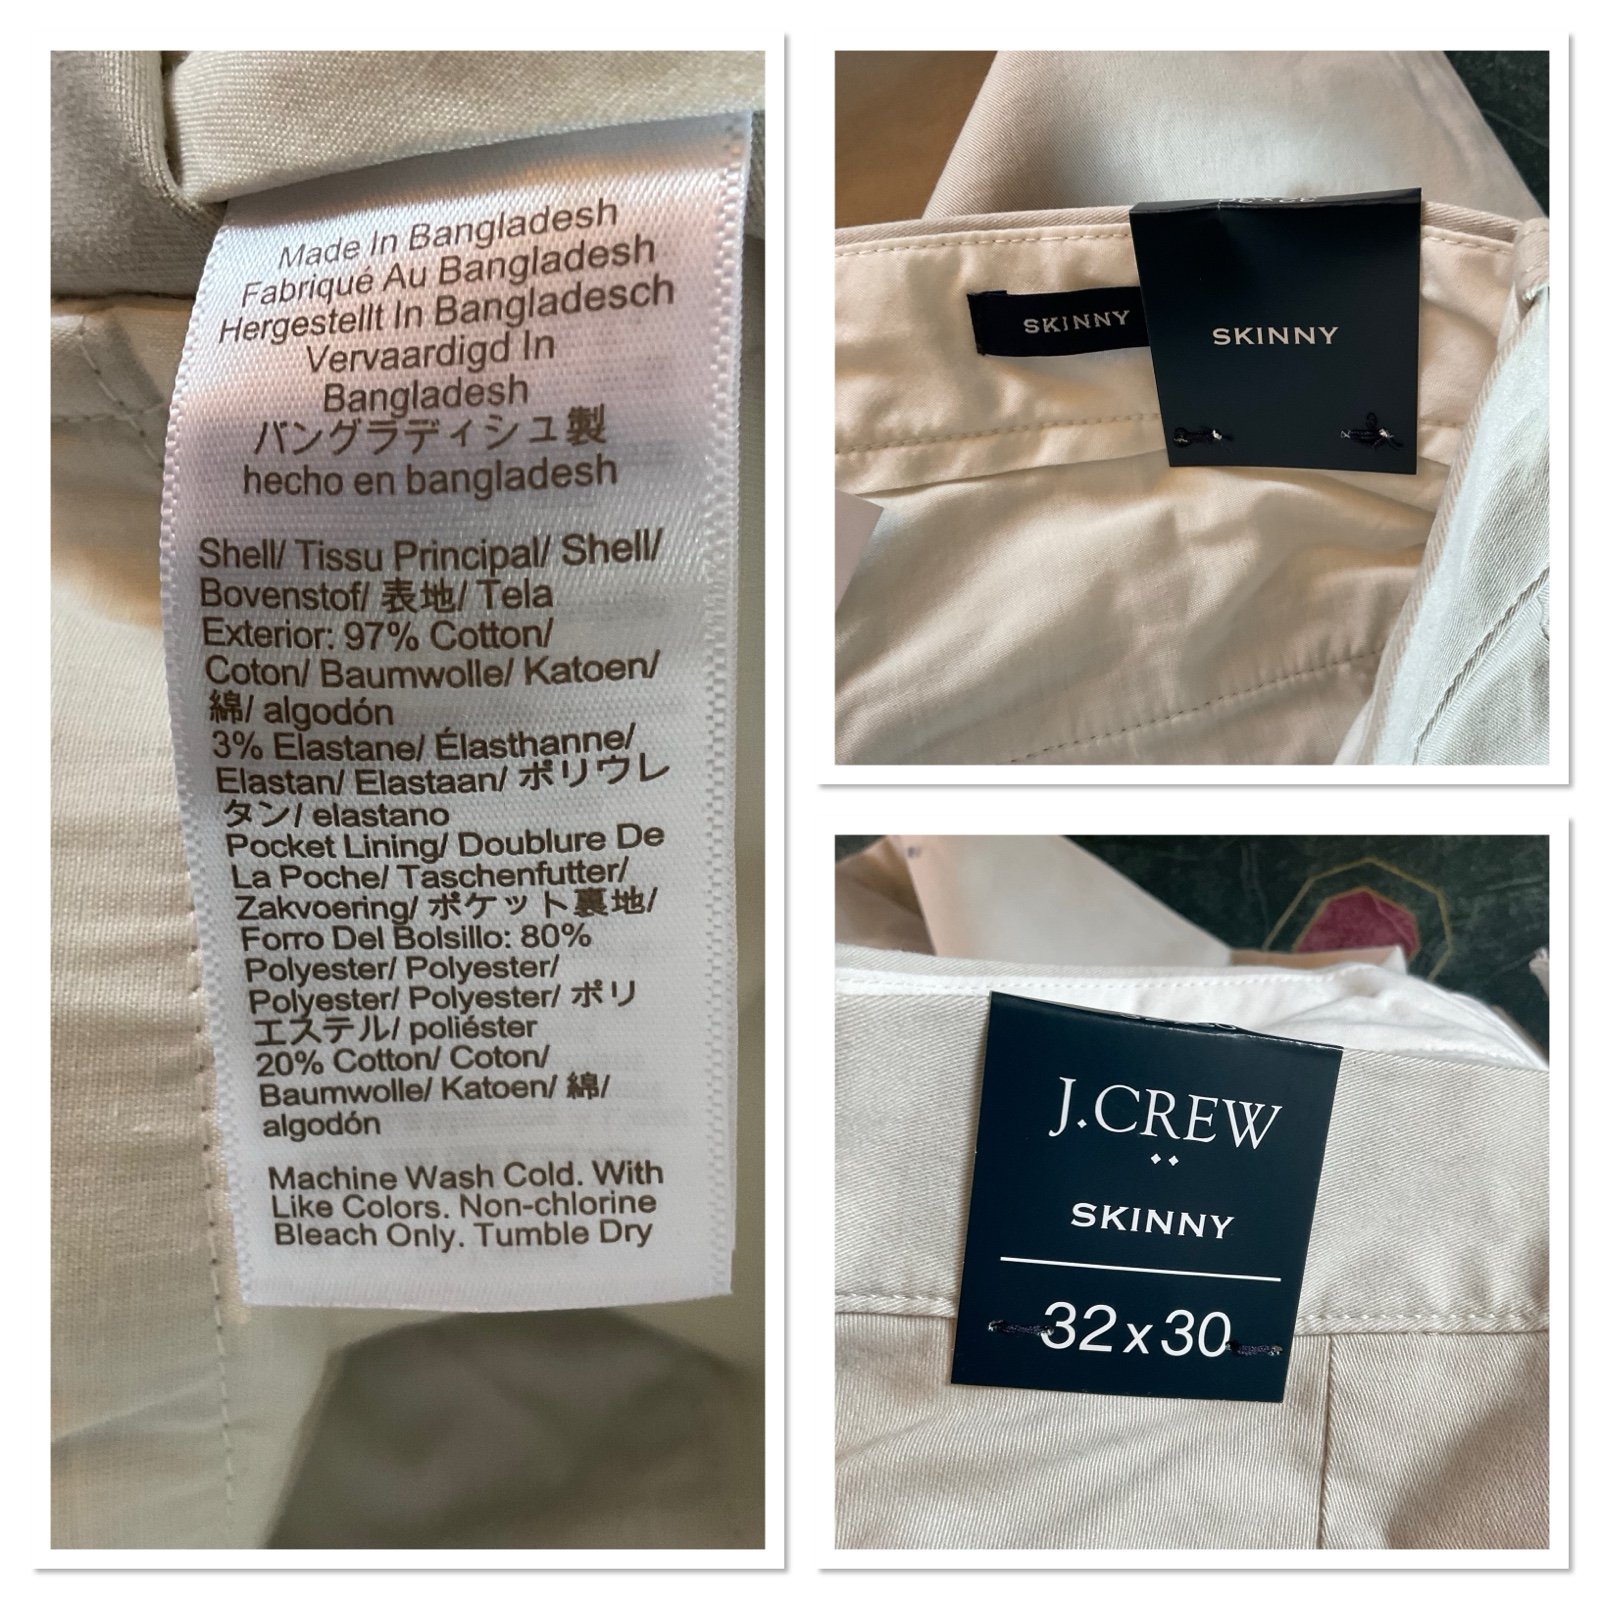 Made In Bangladesh
Fabriqué Au Bangladesh
Hergestellt In Bangladesch
Vervaardigd In
Bangladesh
バングラディシュ製
hecho en bangladesh
Shell/ Tissu Principal/ Shell/
Bovenstof/ 表地/ Tela
Exterior: 97% Cotton/
Coton/ Baumwolle/ Katoen/
綿/ algodón
3% Elastane/ Élasthanne/
Elastan/ Elastaan/ ポリウレ
タン/ elastano
Pocket Lining/ Doublure De
La Poche/ Taschenfutter/
Zakvoering/ ポケット裏地/
Forro Del Bolsillo: 80%
Polyester/ Polyester/
Polyester/ Polyester/ ポリ
エステル/ poliéster
20% Cotton/ Coton/
Baumwolle/ Katoen/ 綿/
algodón
Machine Wash Cold. With
Like Colors. Non-chlorine
Bleach Only. Tumble Dry
SKINNY
SKINNY
J.CREW
SKINNY
32 x 30